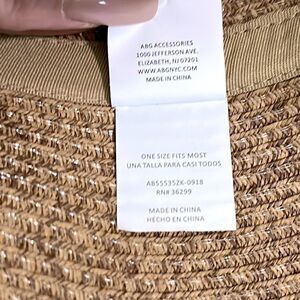 ABG ACCESSORIES
1000 JEFFERSON AVE.
ELIZABETH, NJ 07201
WWW.ABGNYC.COM
MADE IN CHINA
ONE SIZE FITS MOST
UNA TALLA PARA CASI TODOS
AB55535ZK-0918
RN# 36299
MADE IN CHINA
HECHO EN CHINA